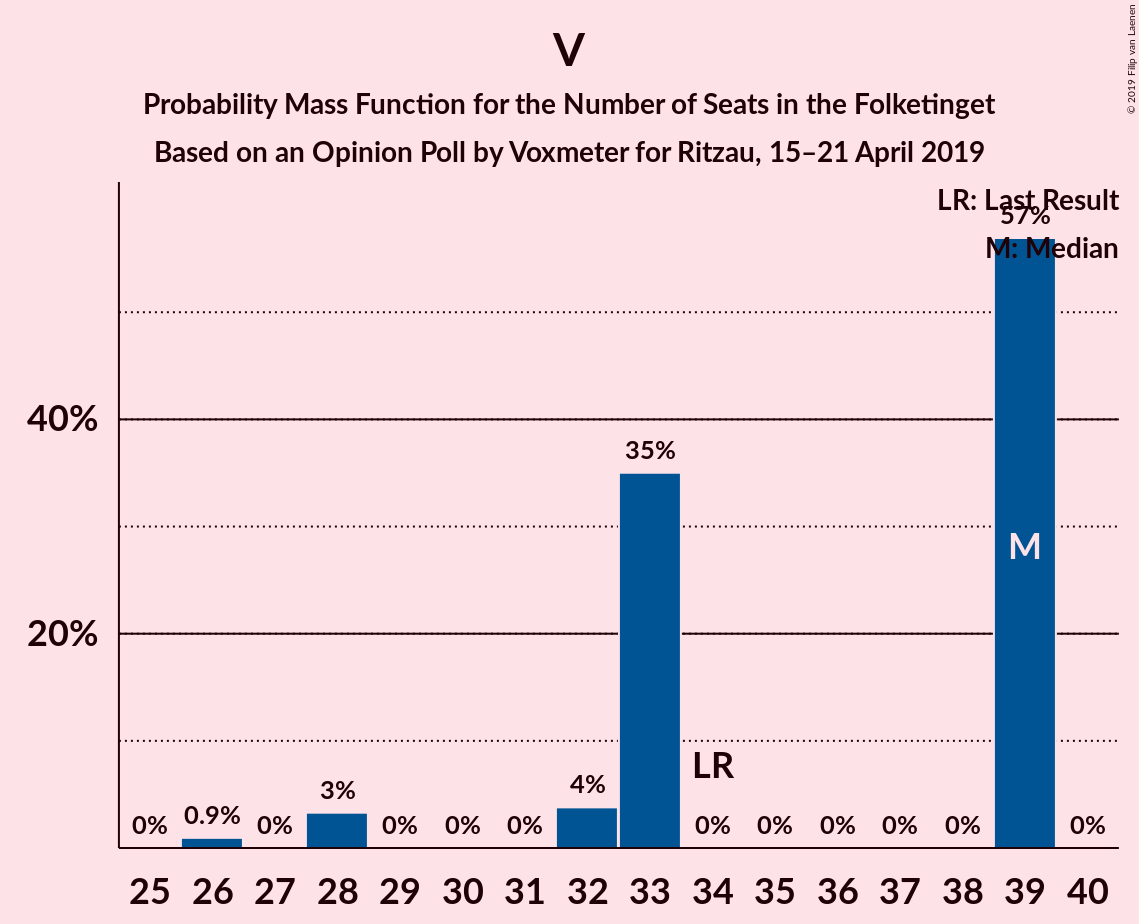 V
Probability Mass Function for the Number of Seats in the Folketinget
Based on an Opinion Poll by Voxmeter for Ritzau, 15–21 April 2019
© 2019 Filip van Laenen
LR: Last Result
M: Median
57%
40%
35%
M
20%
LR
0% 0.9% 0% 3% 0% 0% 0% 4% 0% 0% 0% 0% 0% 0%
25 26 27 28 29 30 31 32 33 34 35 36 37 38 39 40